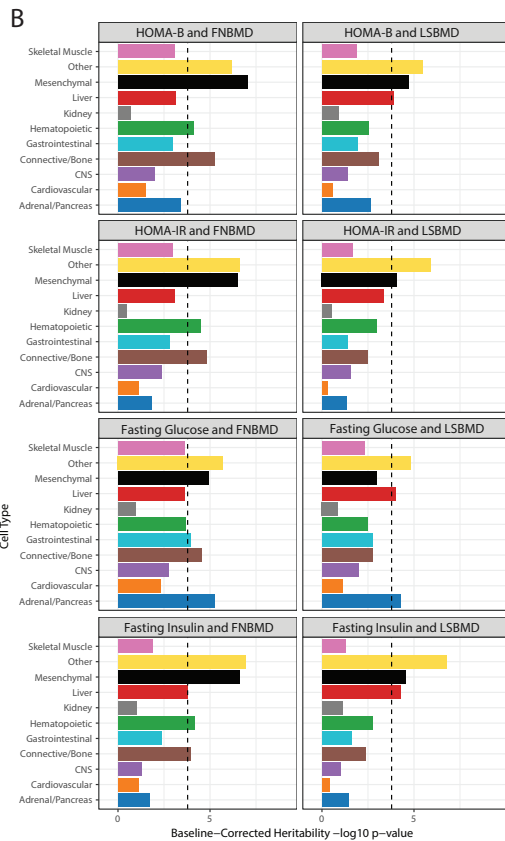 B
HOMA-B and FNBMD
HOMA-B and LSBMD
Skeletal Muscle
Other
Mesenchymal
Liver
Kidney
Hematopoietic
Gastrointestinal
Connective/Bone
CNS
Cardiovascular
Adrenal/Pancreas
HOMA-IR and FNBMD
HOMA-IR and LSBMD
Skeletal Muscle
Other
Mesenchymal
Liver
Kidney
Hematopoietic
Gastrointestinal
Connective/Bone
CNS
Cardiovascular
Adrenal/Pancreas
Cell Type
Fasting Glucose and FNBMD
Fasting Glucose and LSBMD
Skeletal Muscle
Other
Mesenchymal
Liver
Kidney
Hematopoietic
Gastrointestinal
Connective/Bone
CNS
Cardiovascular
Adrenal/Pancreas
Fasting Insulin and FNBMD
Fasting Insulin and LSBMD
Skeletal Muscle
Other
Mesenchymal
Liver
Kidney
Hematopoietic
Gastrointestinal
Connective/Bone
CNS
Cardiovascular
Adrenal/Pancreas
0 5 0 5
Baseline−Corrected Heritability −log10 p−value